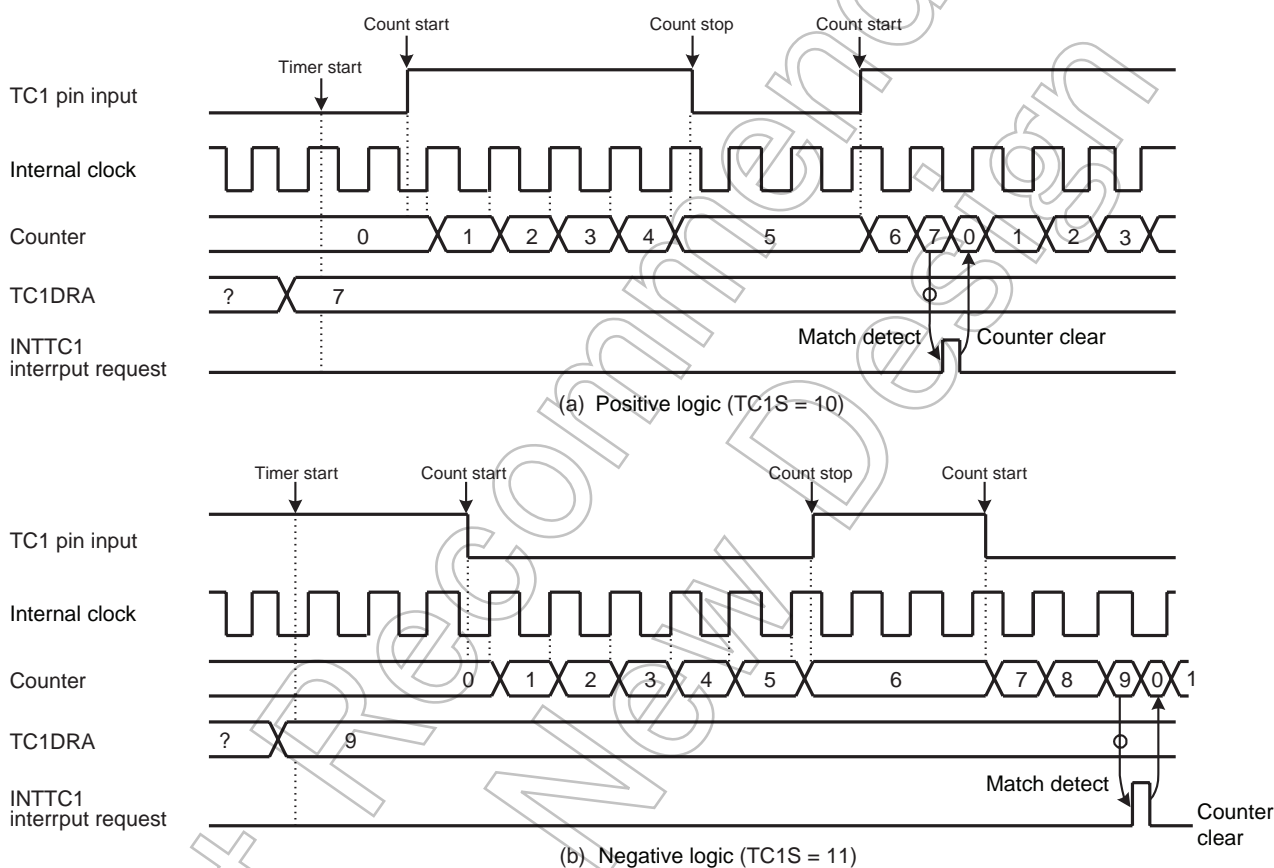 Count start Count stop Count start
Timer start
TC1 pin input
Internal clock
Counter 0 1 2 3 4 5 6 7 0 1 2 3
TC1DRA ? 7
Match detect Counter clear
INTTC1
interrput request
(a) Positive logic (TC1S = 10)
Timer start Count start Count stop Count start
TC1 pin input
Internal clock
Counter 0 1 2 3 4 5 6 7 8 9 0 1
TC1DRA ? 9
Match detect
INTTC1
interrput request
Counter
clear
(b) Negative logic (TC1S = 11)
Recommend
New Design